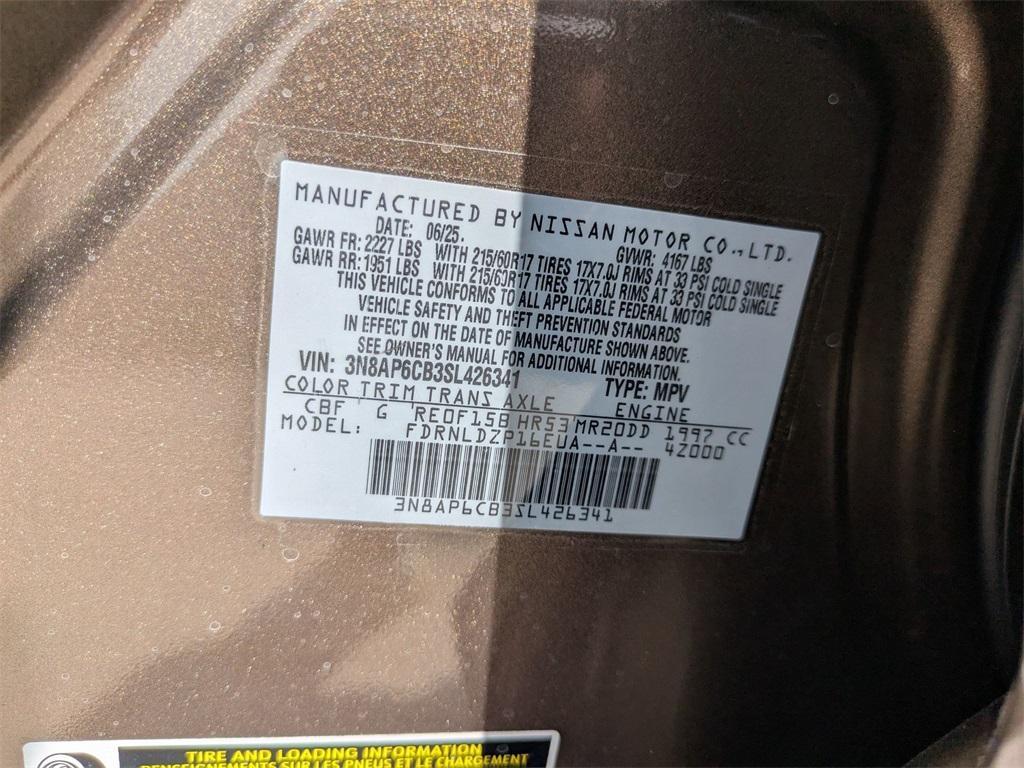 MANUFACTURED BY NISSAN MOTOR CO.,LTD.
DATE: 06/25. GVWR: 4167 LBS
GAWR FR: 2227 LBS WITH 215/60R17 TIRES 17X7.0J RIMS AT 33 PSI COLD SINGLE
GAWR RR: 1951 LBS WITH 215/60R17 TIRES 17X7.0J RIMS AT 33 PSI COLD SINGLE
THIS VEHICLE CONFORMS TO ALL APPLICABLE FEDERAL MOTOR
VEHICLE SAFETY AND THEFT PREVENTION STANDARDS
IN EFFECT ON THE DATE OF MANUFACTURE SHOWN ABOVE.
SEE OWNER'S MANUAL FOR ADDITIONAL INFORMATION.
VIN: 3N8AP6CB3SL426341 TYPE: MPV
COLOR TRIM TRANS AXLE ENGINE
CBF G RE0F15B HR53 MR20DD 1997 CC
MODEL: FDRNLDZP16EUA--A-- 4Z000
3N8AP6CB3SL426341
TIRE AND LOADING INFORMATION
RENSEIGNEMENTS SUR LES PNEUS ET LE CHARGEMENT